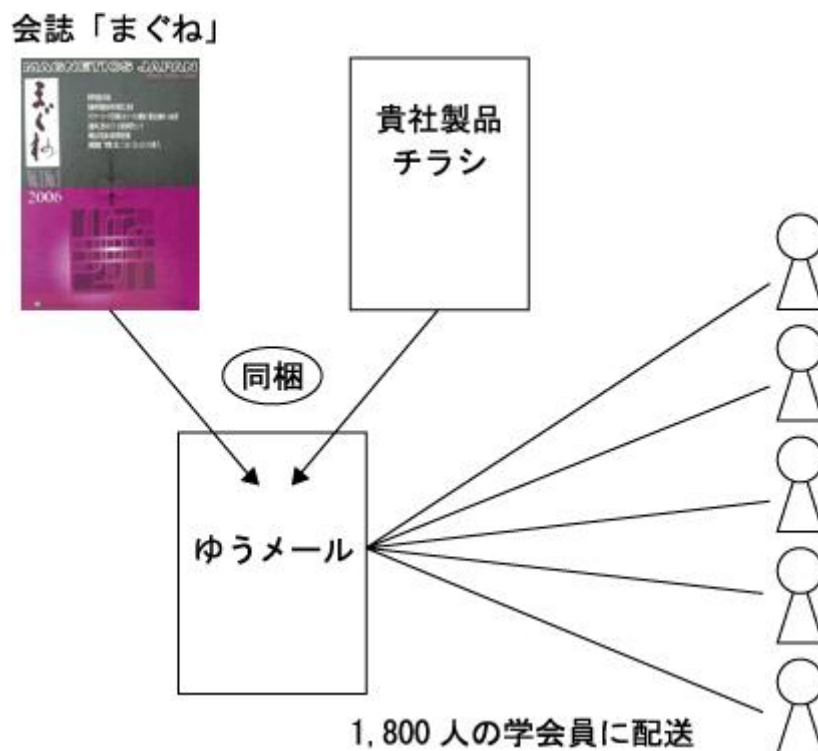 会誌「まぐね」
MAGNETICS JAPAN
まぐね
2006
貴社製品
チラシ
同梱
ゆうメール
1,800 人の学会員に配送